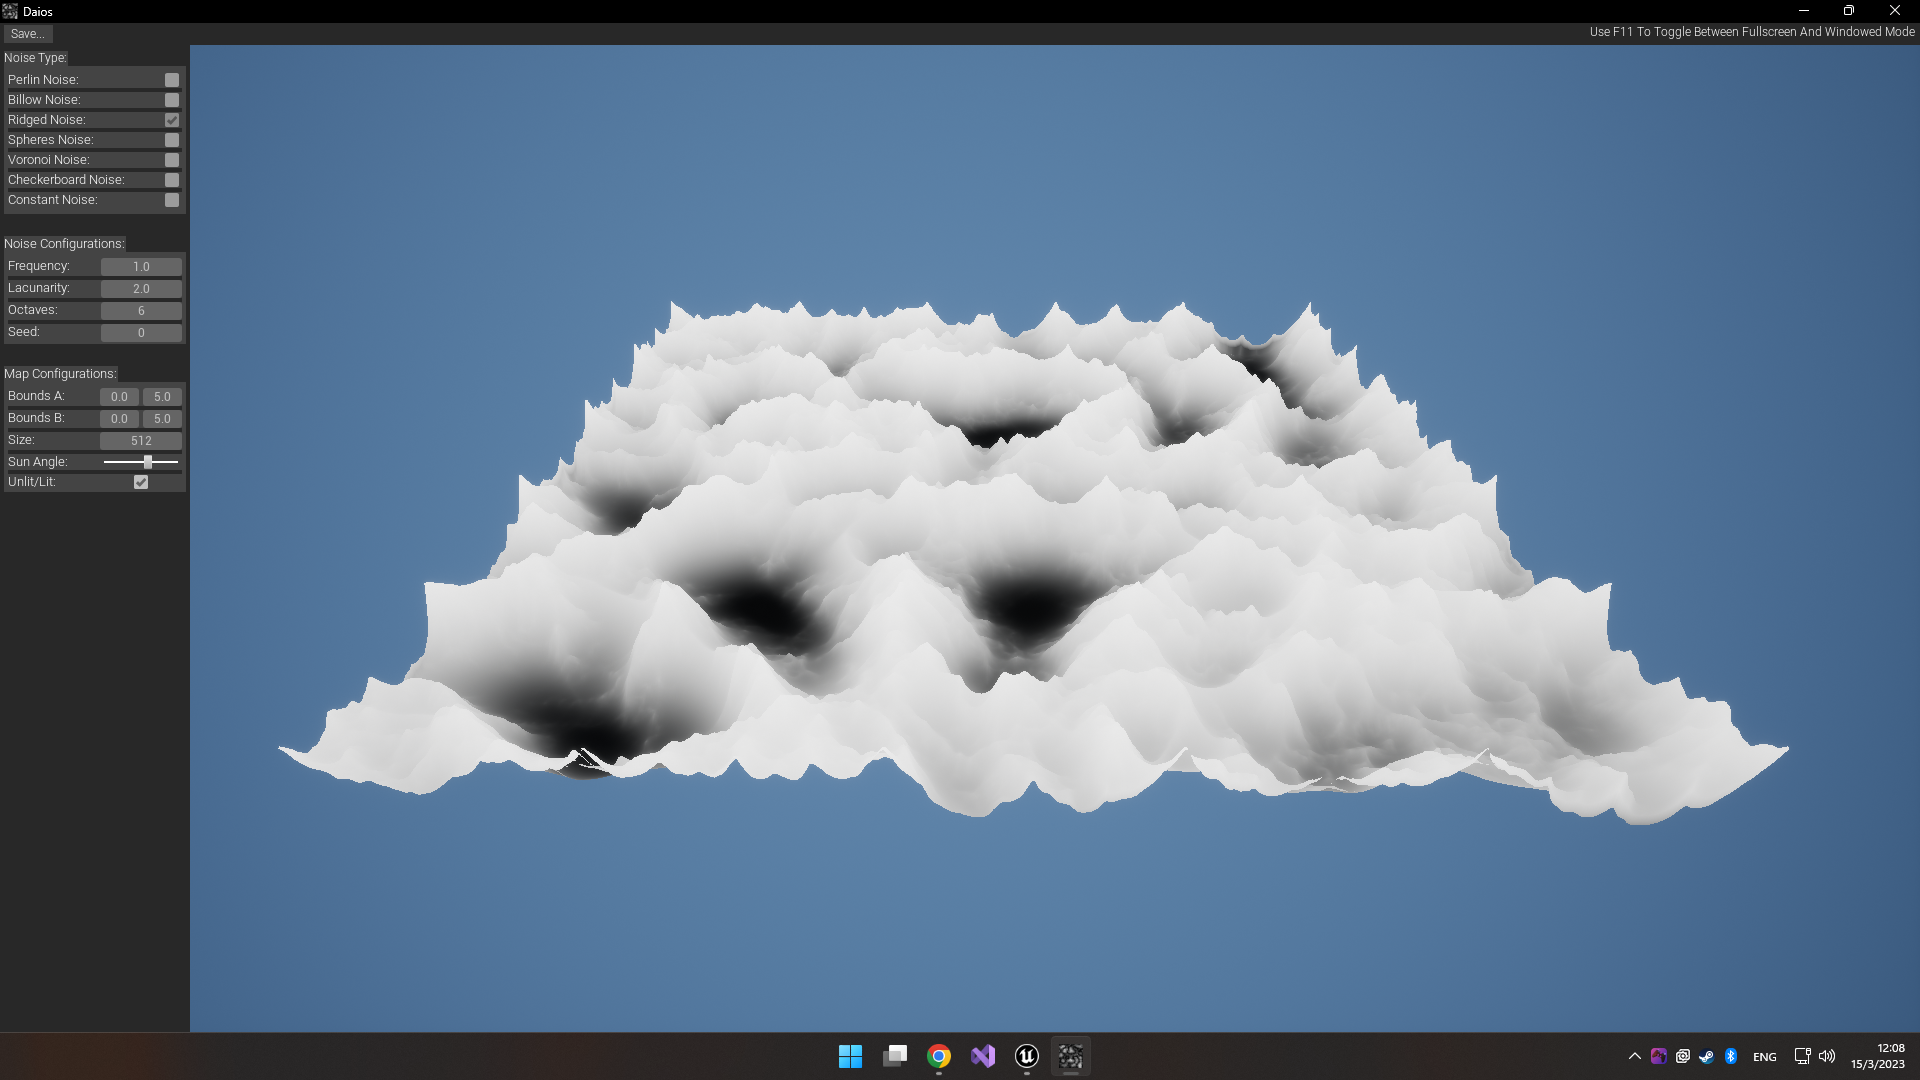 Daios
Save...
Use F11 To Toggle Between Fullscreen And Windowed Mode
Noise Type:
Perlin Noise:
Billow Noise:
Ridged Noise:
Spheres Noise:
Voronoi Noise:
Checkerboard Noise:
Constant Noise:
Noise Configurations:
Frequency: 1.0
Lacunarity: 2.0
Octaves: 6
Seed: 0
Map Configurations:
Bounds A: 0.0 5.0
Bounds B: 0.0 5.0
Size: 512
Sun Angle:
Unlit/Lit:
ENG
12:08
15/3/2023